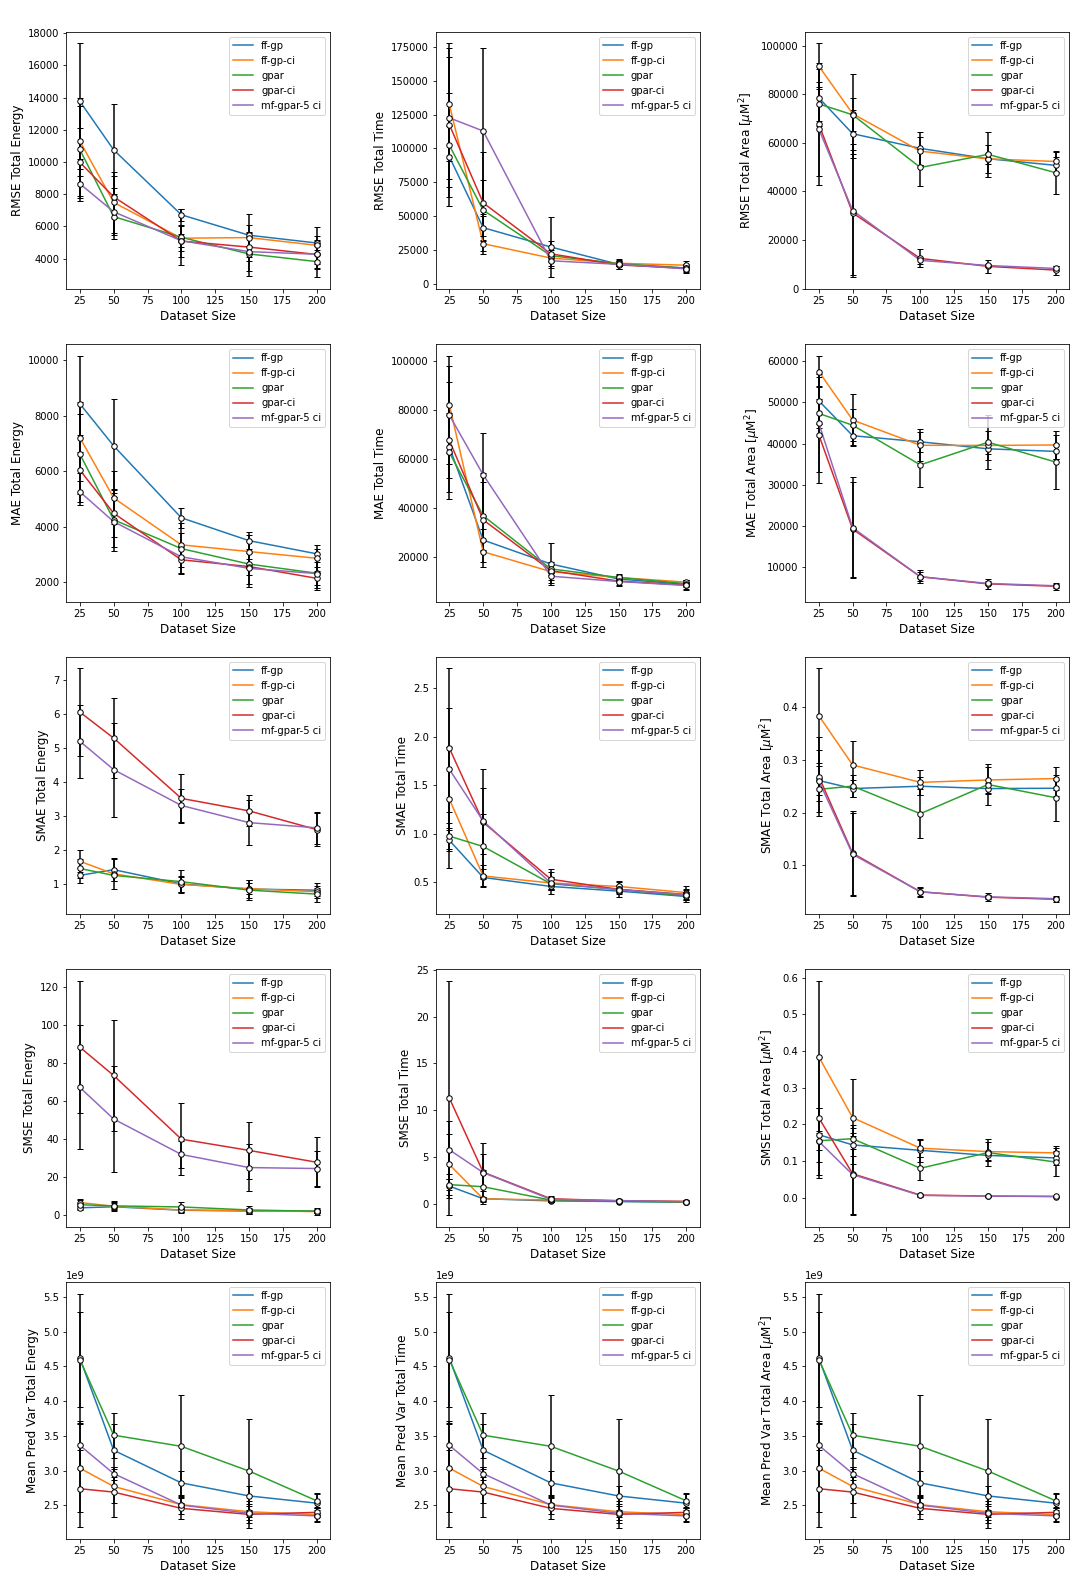 RMSE Total Energy
18000
16000
14000
12000
10000
8000
6000
4000
25 50 75 100 125 150 175 200
Dataset Size
ff-gp
ff-gp-ci
gpar
gpar-ci
mf-gpar-5 ci
RMSE Total Time
175000
150000
125000
100000
75000
50000
25000
0
25 50 75 100 125 150 175 200
Dataset Size
ff-gp
ff-gp-ci
gpar
gpar-ci
mf-gpar-5 ci
RMSE Total Area [μM²]
100000
80000
60000
40000
20000
0
25 50 75 100 125 150 175 200
Dataset Size
ff-gp
ff-gp-ci
gpar
gpar-ci
mf-gpar-5 ci
MAE Total Energy
10000
8000
6000
4000
2000
25 50 75 100 125 150 175 200
Dataset Size
ff-gp
ff-gp-ci
gpar
gpar-ci
mf-gpar-5 ci
MAE Total Time
100000
80000
60000
40000
20000
25 50 75 100 125 150 175 200
Dataset Size
ff-gp
ff-gp-ci
gpar
gpar-ci
mf-gpar-5 ci
MAE Total Area [μM²]
60000
50000
40000
30000
20000
10000
25 50 75 100 125 150 175 200
Dataset Size
ff-gp
ff-gp-ci
gpar
gpar-ci
mf-gpar-5 ci
SMAE Total Energy
7
6
5
4
3
2
1
25 50 75 100 125 150 175 200
Dataset Size
ff-gp
ff-gp-ci
gpar
gpar-ci
mf-gpar-5 ci
SMAE Total Time
2.5
2.0
1.5
1.0
0.5
25 50 75 100 125 150 175 200
Dataset Size
ff-gp
ff-gp-ci
gpar
gpar-ci
mf-gpar-5 ci
SMAE Total Area [μM²]
0.4
0.3
0.2
0.1
25 50 75 100 125 150 175 200
Dataset Size
ff-gp
ff-gp-ci
gpar
gpar-ci
mf-gpar-5 ci
SMSE Total Energy
120
100
80
60
40
20
0
25 50 75 100 125 150 175 200
Dataset Size
ff-gp
ff-gp-ci
gpar
gpar-ci
mf-gpar-5 ci
SMSE Total Time
25
20
15
10
5
0
25 50 75 100 125 150 175 200
Dataset Size
ff-gp
ff-gp-ci
gpar
gpar-ci
mf-gpar-5 ci
SMSE Total Area [μM²]
0.6
0.5
0.4
0.3
0.2
0.1
0.0
25 50 75 100 125 150 175 200
Dataset Size
ff-gp
ff-gp-ci
gpar
gpar-ci
mf-gpar-5 ci
1e9
Mean Pred Var Total Energy
5.5
5.0
4.5
4.0
3.5
3.0
2.5
25 50 75 100 125 150 175 200
Dataset Size
ff-gp
ff-gp-ci
gpar
gpar-ci
mf-gpar-5 ci
1e9
Mean Pred Var Total Time
5.5
5.0
4.5
4.0
3.5
3.0
2.5
25 50 75 100 125 150 175 200
Dataset Size
ff-gp
ff-gp-ci
gpar
gpar-ci
mf-gpar-5 ci
1e9
Mean Pred Var Total Area [μM²]
5.5
5.0
4.5
4.0
3.5
3.0
2.5
25 50 75 100 125 150 175 200
Dataset Size
ff-gp
ff-gp-ci
gpar
gpar-ci
mf-gpar-5 ci